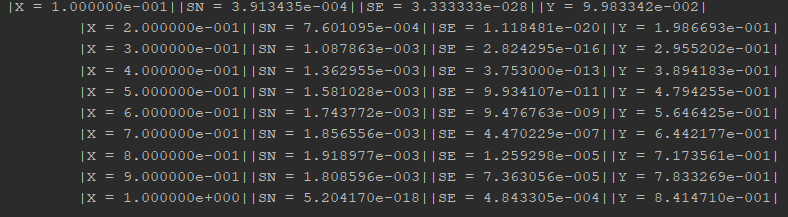 |X = 1.000000e-001||SN = 3.913435e-004||SE = 3.333333e-028||Y = 9.983342e-002|
|X = 2.000000e-001||SN = 7.601095e-004||SE = 1.118481e-020||Y = 1.986693e-001|
|X = 3.000000e-001||SN = 1.087863e-003||SE = 2.824295e-016||Y = 2.955202e-001|
|X = 4.000000e-001||SN = 1.362955e-003||SE = 3.753000e-013||Y = 3.894183e-001|
|X = 5.000000e-001||SN = 1.581028e-003||SE = 9.934107e-011||Y = 4.794255e-001|
|X = 6.000000e-001||SN = 1.743772e-003||SE = 9.476763e-009||Y = 5.646425e-001|
|X = 7.000000e-001||SN = 1.856556e-003||SE = 4.470229e-007||Y = 6.442177e-001|
|X = 8.000000e-001||SN = 1.918977e-003||SE = 1.259298e-005||Y = 7.173561e-001|
|X = 9.000000e-001||SN = 1.808596e-003||SE = 7.363056e-005||Y = 7.833269e-001|
|X = 1.000000e+000||SN = 5.204170e-018||SE = 4.843305e-004||Y = 8.414710e-001|